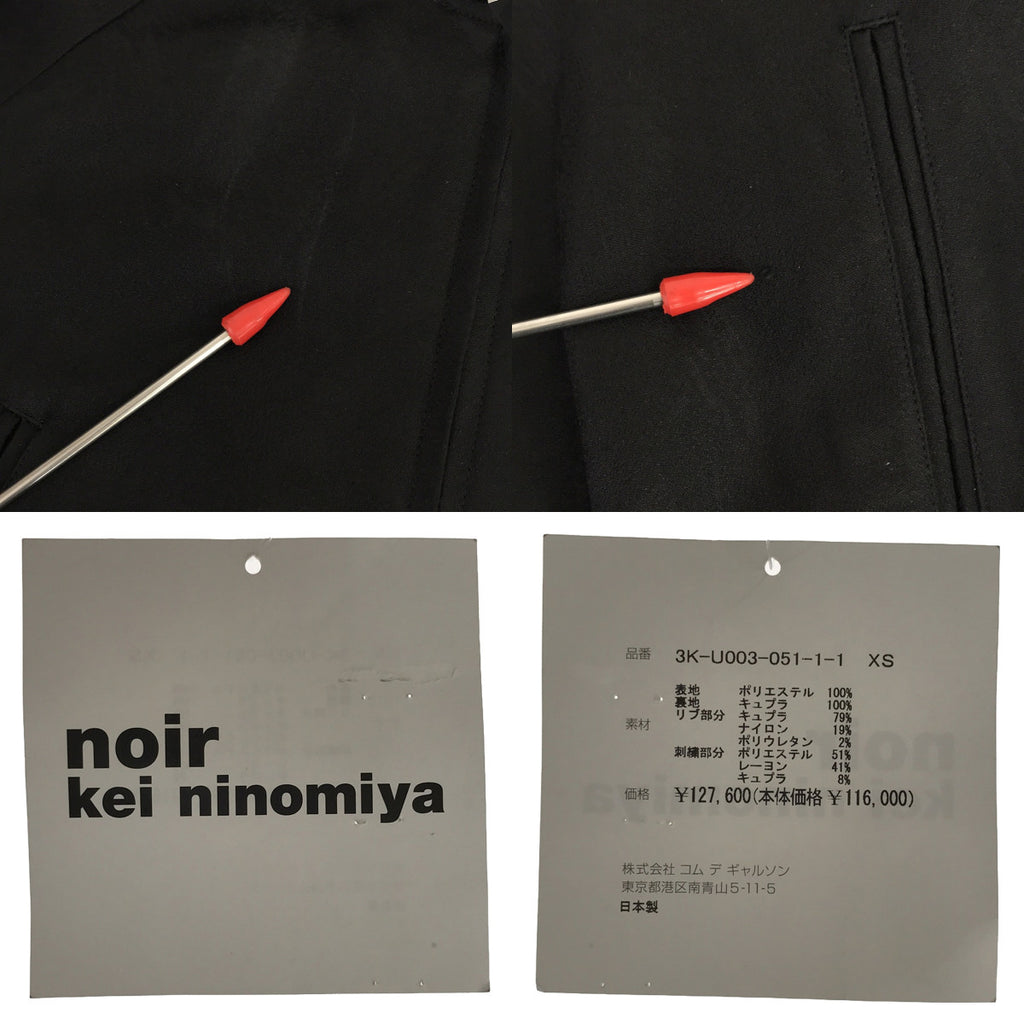 noir
kei ninomiya
品番 3K-U003-051-1-1 XS
表地 ポリエステル 100%
裏地 キュプラ 100%
リブ部分 キュプラ 79%
素材 ナイロン 19%
ポリウレタン 2%
刺繍部分 ポリエステル 51%
レーヨン 41%
キュプラ 8%
価格 ¥127,600(本体価格 ¥116,000)
株式会社 コム デ ギャルソン
東京都港区南青山5-11-5
日本製